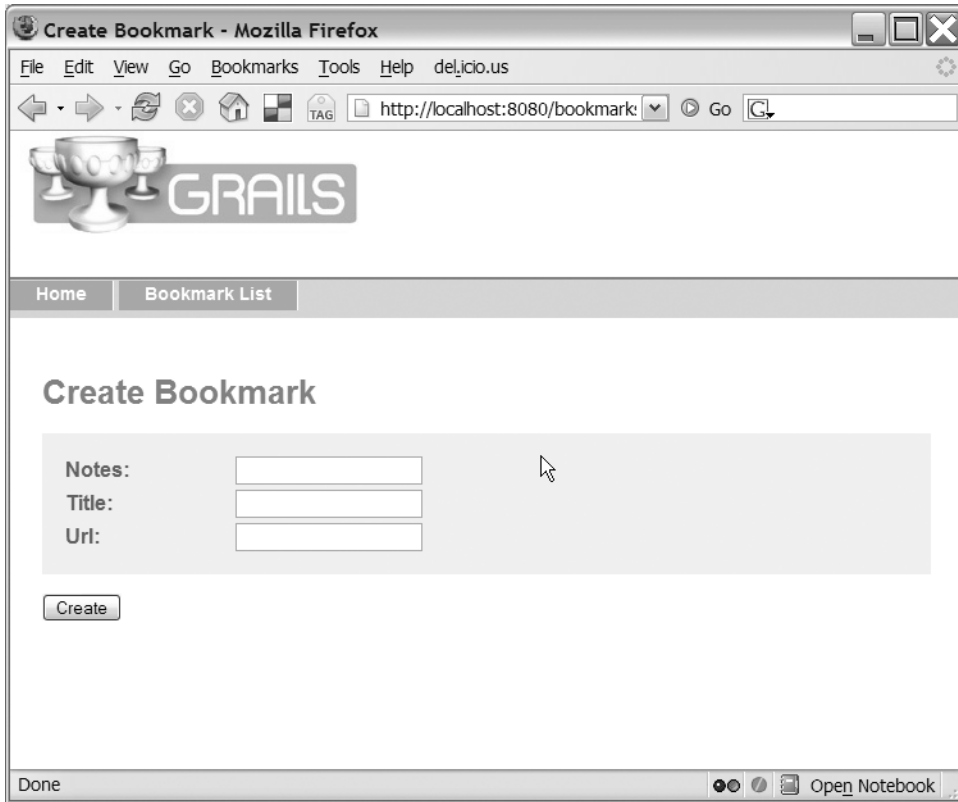 Create Bookmark - Mozilla Firefox
File Edit View Go Bookmarks Tools Help del.icio.us
TAG http://localhost:8080/bookmark: Go G
GRAILS
Home Bookmark List
Create Bookmark
Notes:
Title:
Url:
Create
Done Open Notebook